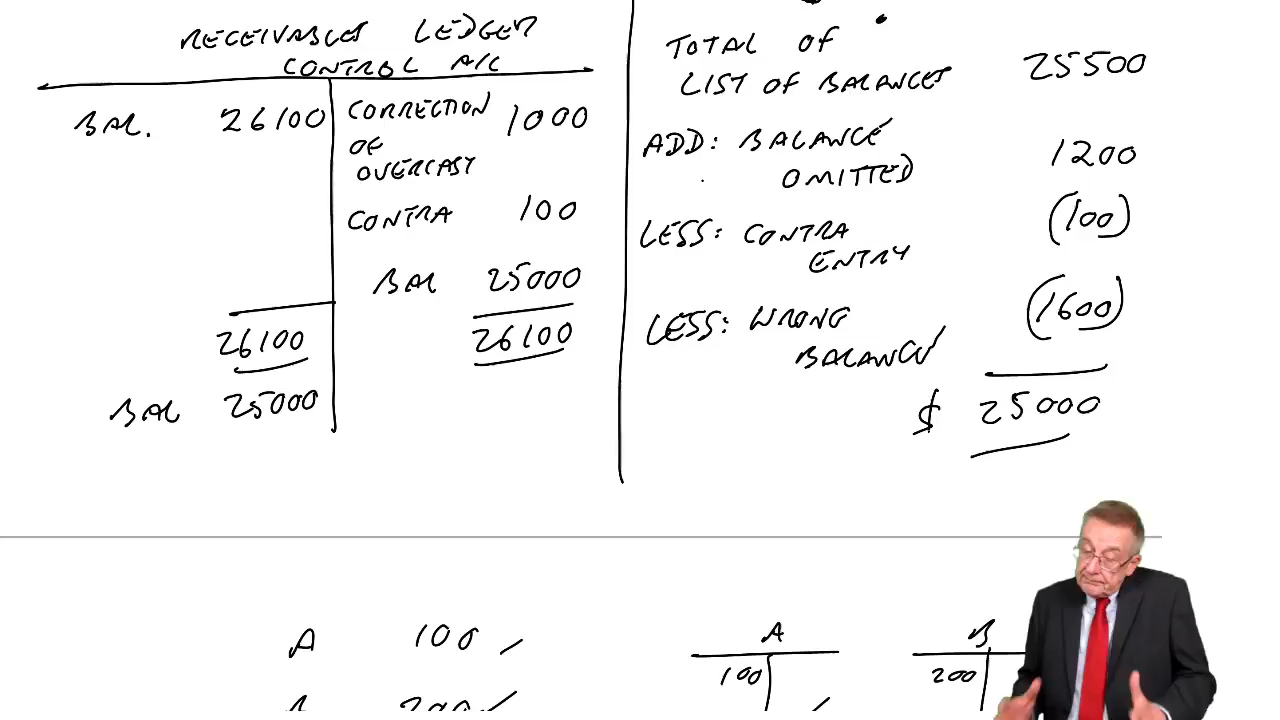 RECEIVABLES LEDGER
CONTROL A/C
BAL. 26100
CORRECTION 1000
OF
OVERCAST
CONTRA 100
BAL 25000
26100 26100
BAL 25000
TOTAL OF
LIST OF BALANCES 25500
ADD: BALANCE
OMITTED 1200
LESS: CONTRA (100)
ENTRY
LESS: WRONG (1600)
BALANCE
$ 25000
A 100
A B
100 200